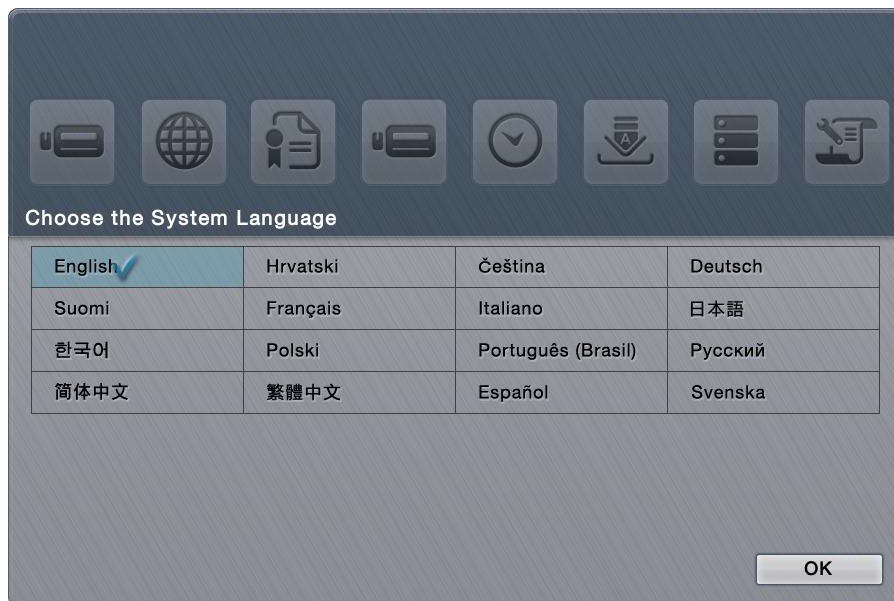 A
Choose the System Language
English Hrvatski Čeština Deutsch
Suomi Français Italiano 日本語
한국어 Polski Português (Brasil) Русский
简体中文 繁體中文 Español Svenska
OK